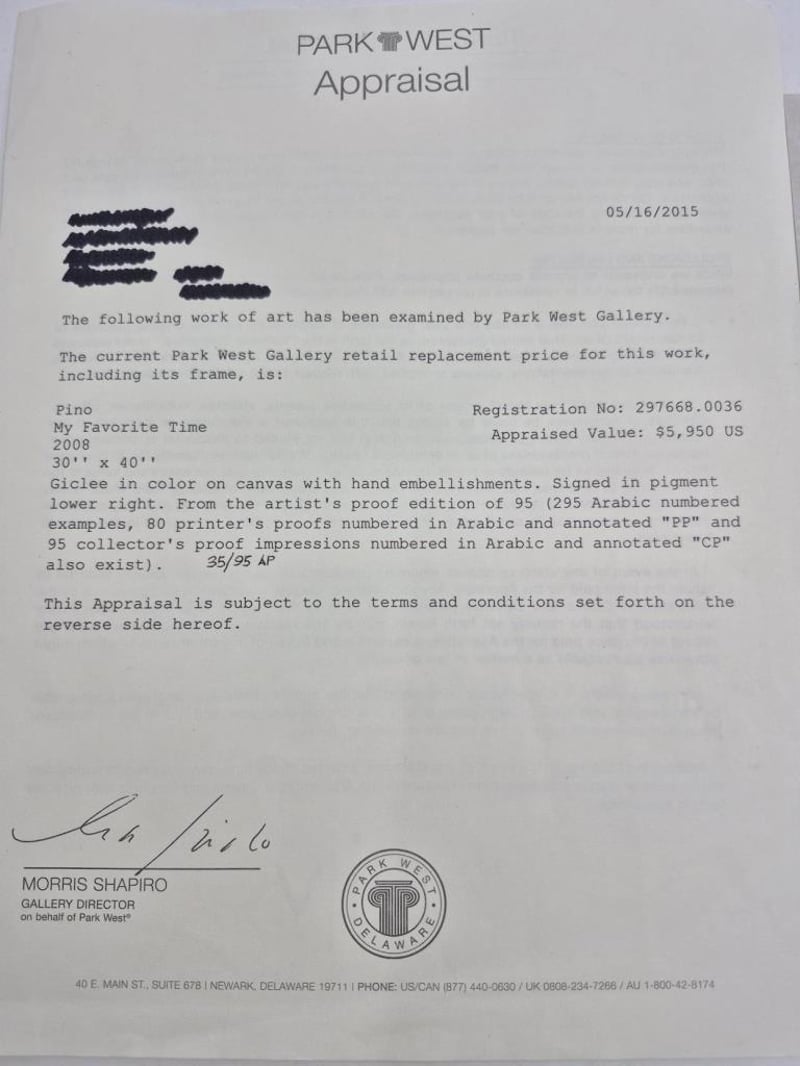 PARK WEST
Appraisal
05/16/2015
The following work of art has been examined by Park West Gallery.
The current Park West Gallery retail replacement price for this work,
including its frame, is:
Pino
Registration No: 297668.0036
My Favorite Time
Appraised Value: $5,950 US
2008
30'' x 40''
Giclee in color on canvas with hand embellishments. Signed in pigment
lower right. From the artist's proof edition of 95 (295 Arabic numbered
examples, 80 printer's proofs numbered in Arabic and annotated "PP" and
95 collector's proof impressions numbered in Arabic and annotated "CP"
also exist). 35/95 AP
This Appraisal is subject to the terms and conditions set forth on the
reverse side hereof.
MORRIS SHAPIRO
GALLERY DIRECTOR
on behalf of Park West®
PARK WEST
DELAWARE
40 E. MAIN ST., SUITE 678 | NEWARK, DELAWARE 19711 | PHONE: US/CAN (877) 440-0630 / UK 0808-234-7266 / AU 1-800-42-8174